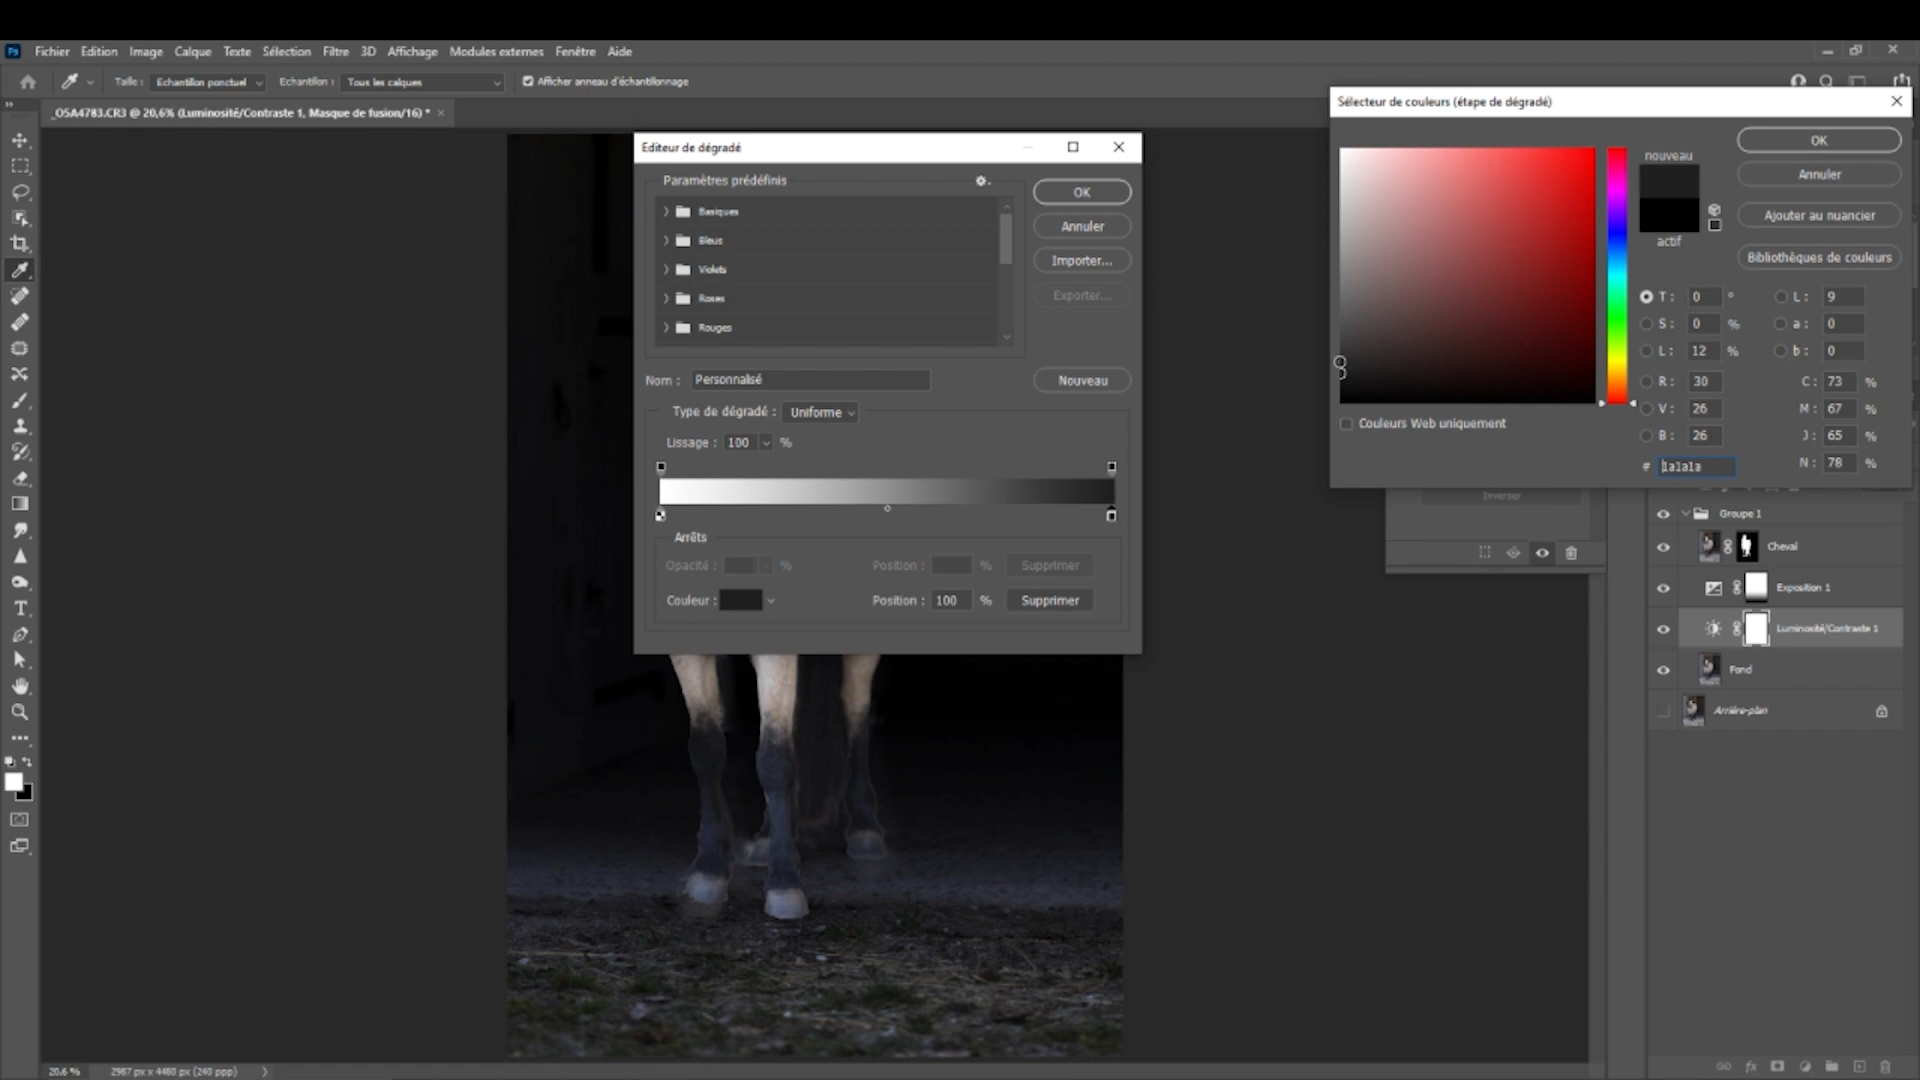 Ps Fichier Edition Image Calque Texte Sélection Filtre 3D Affichage Modules externes Fenêtre Aide
Taille : Echantillon ponctuel Echantillon : Tous les calques Afficher anneau d'échantillonnage
_O5A4783.CR3 @ 20,6% (Luminosité/Contraste 1, Masque de fusion/16) *
Editeur de dégradé
Paramètres prédéfinis
Basiques
Bleus
Violets
Roses
Rouges
OK
Annuler
Importer...
Exporter...
Nom : Personnalisé
Nouveau
Type de dégradé : Uniforme
Lissage : 100 %
Arrêts
Opacité : % Position : % Supprimer
Couleur : Position : 100 % Supprimer
Sélecteur de couleurs (étape de dégradé)
nouveau
actif
OK
Annuler
Ajouter au nuancier
Bibliothèques de couleurs
T : 0 ° L : 9
S : 0 % a : 0
L : 12 % b : 0
R : 30 C : 73 %
V : 26 M : 67 %
B : 26 J : 65 %
# 1a1a1a N : 78 %
Couleurs Web uniquement
Inverser
Groupe 1
Cheval
Exposition 1
Luminosité/Contraste 1
Fond
Arrière-plan
20,6 % 2987 px x 4480 px (240 ppp)
fx